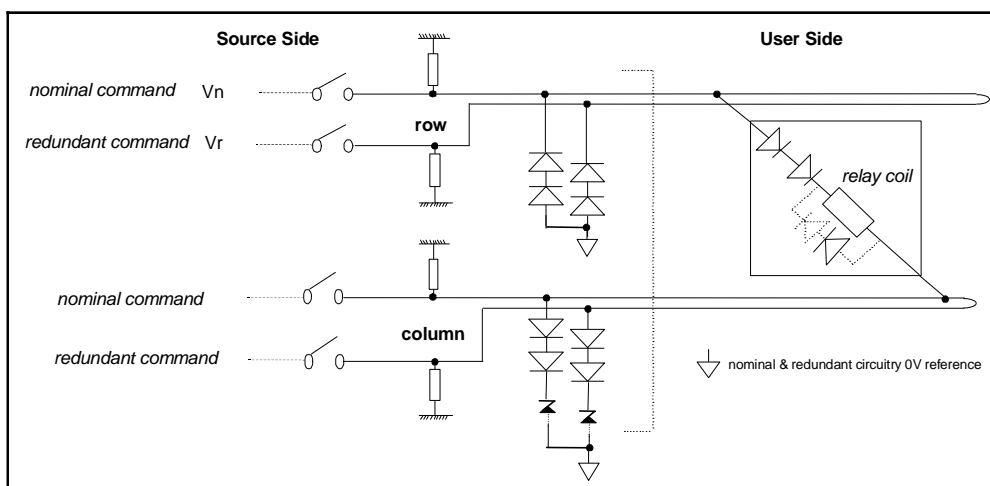 Source Side
User Side
nominal command Vn
redundant command Vr
row
relay coil
nominal command
redundant command
column
nominal & redundant circuitry 0V reference